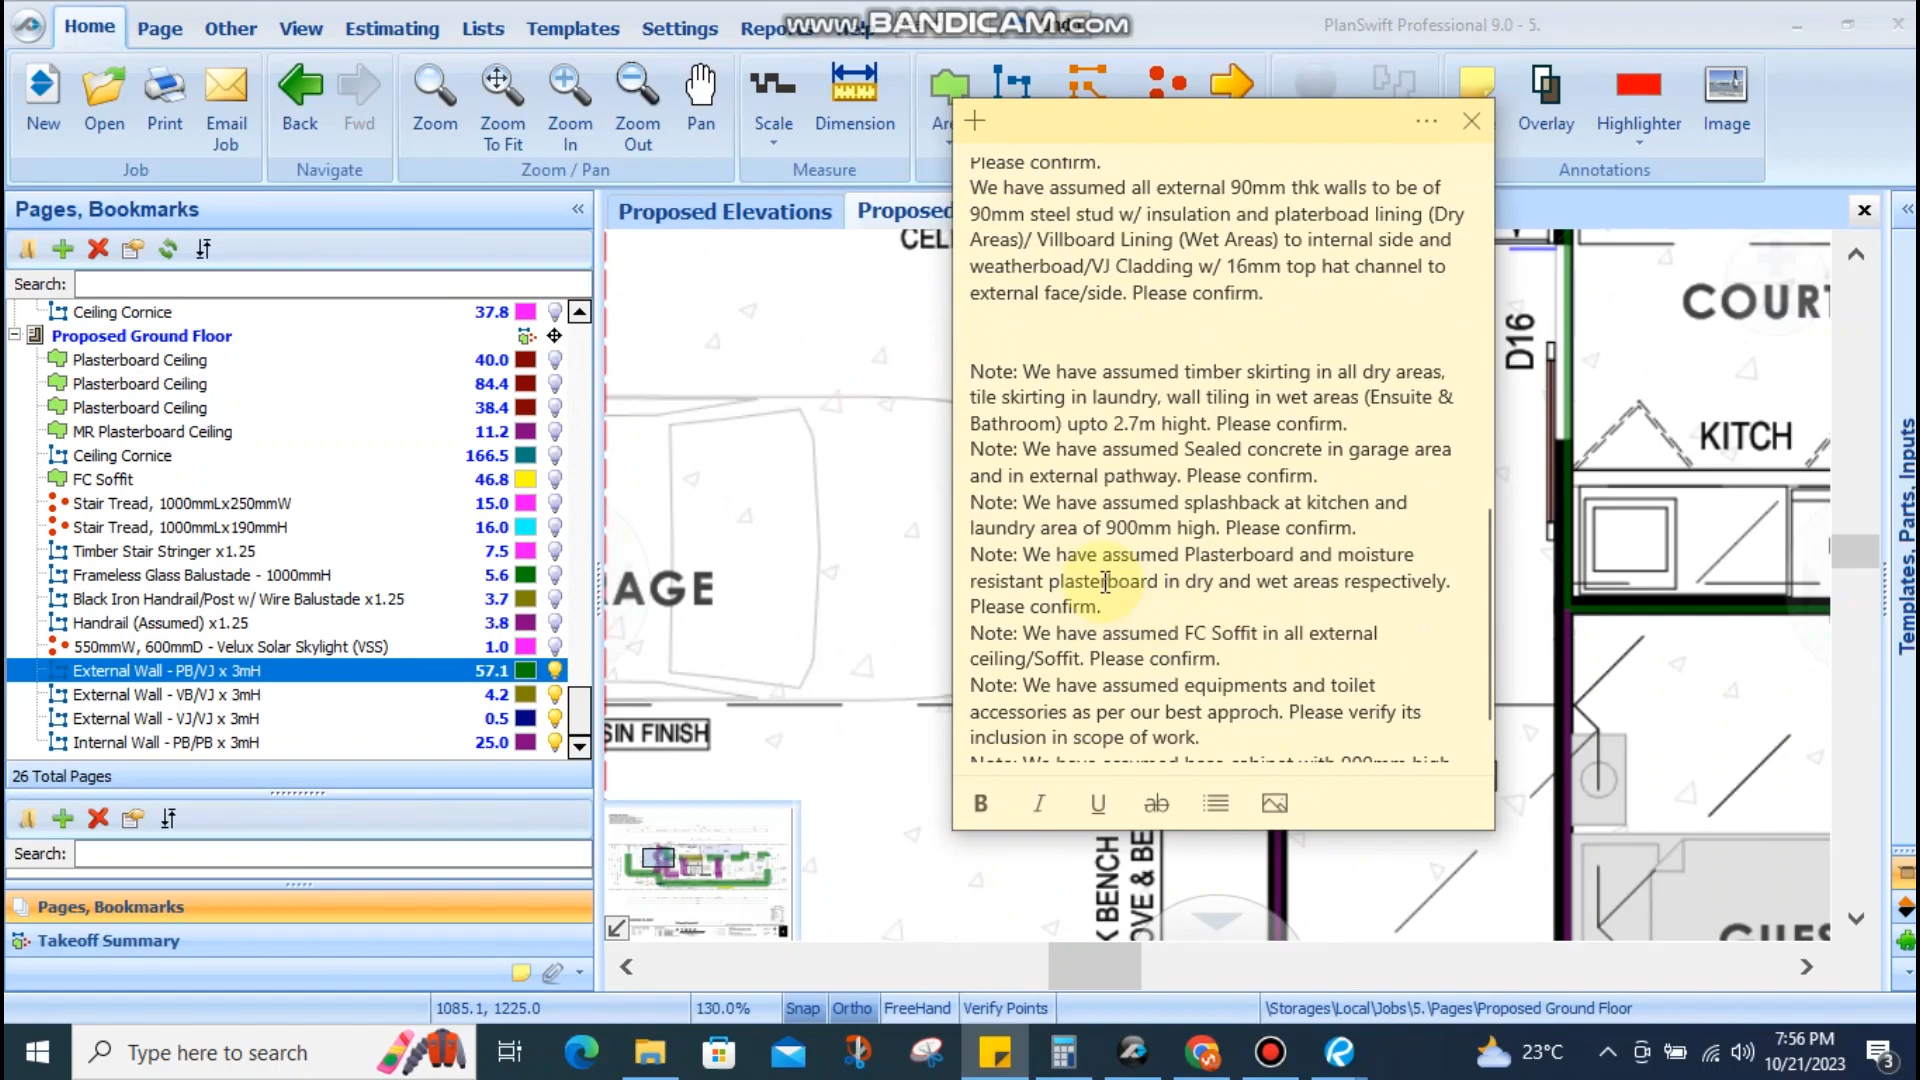 Home Page Other View Estimating Lists Templates Settings
www.BANDICAM.com
PlanSwift Professional 9.0 - 5.
New Open Print Email Job
Back Fwd
Zoom Zoom To Fit Zoom In Zoom Out Pan
Scale Dimension
Overlay Highlighter Image
Job Navigate Zoom / Pan Measure Annotations
Pages, Bookmarks
Proposed Elevations
Search:
Ceiling Cornice 37.8
Proposed Ground Floor
Plasterboard Ceiling 40.0
Plasterboard Ceiling 84.4
Plasterboard Ceiling 38.4
MR Plasterboard Ceiling 11.2
Ceiling Cornice 166.5
FC Soffit 46.8
Stair Tread, 1000mmLx250mmW 15.0
Stair Tread, 1000mmLx190mmH 16.0
Timber Stair Stringer x1.25 7.5
Frameless Glass Balustade - 1000mmH 5.6
Black Iron Handrail/Post w/ Wire Balustade x1.25 3.7
Handrail (Assumed) x1.25 3.8
550mmW, 600mmD - Velux Solar Skylight (VSS) 1.0
External Wall - PB/VJ x 3mH 57.1
External Wall - VB/VJ x 3mH 4.2
External Wall - VJ/VJ x 3mH 0.5
Internal Wall - PB/PB x 3mH 25.0
26 Total Pages
Search:
Pages, Bookmarks
Takeoff Summary
Please confirm.
We have assumed all external 90mm thk walls to be of
90mm steel stud w/ insulation and platerboad lining (Dry
Areas)/ Villboard Lining (Wet Areas) to internal side and
weatherboad/VJ Cladding w/ 16mm top hat channel to
external face/side. Please confirm.
Note: We have assumed timber skirting in all dry areas,
tile skirting in laundry, wall tiling in wet areas (Ensuite &
Bathroom) upto 2.7m hight. Please confirm.
Note: We have assumed Sealed concrete in garage area
and in external pathway. Please confirm.
Note: We have assumed splashback at kitchen and
laundry area of 900mm high. Please confirm.
Note: We have assumed Plasterboard and moisture
resistant plasterboard in dry and wet areas respectively.
Please confirm.
Note: We have assumed FC Soffit in all external
ceiling/Soffit. Please confirm.
Note: We have assumed equipments and toilet
accessories as per our best approch. Please verify its
inclusion in scope of work.
B I U ab
D16
KITCH
Templates, Parts, Inputs
1085.1, 1225.0 130.0% Snap Ortho FreeHand Verify Points \Storages\Local\Jobs\5.\Pages\Proposed Ground Floor
Type here to search
23°C
7:56 PM
10/21/2023
3